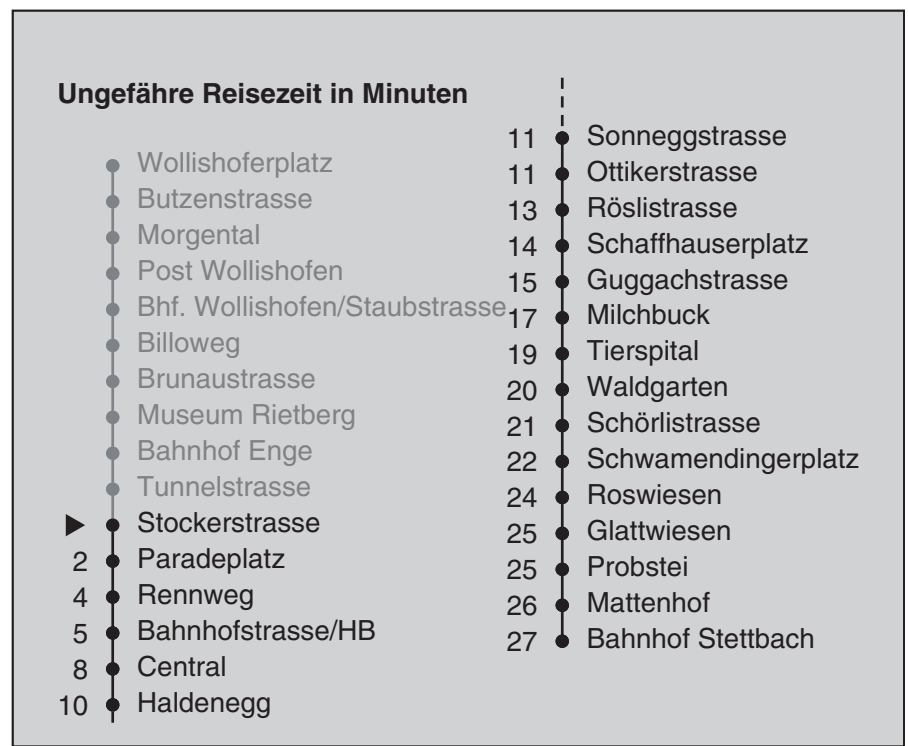 Ungefähre Reisezeit in Minuten
Wollishoferplatz
Butzenstrasse
Morgental
Post Wollishofen
Bhf. Wollishofen/Staubstrasse
Billoweg
Brunaustrasse
Museum Rietberg
Bahnhof Enge
Tunnelstrasse
Stockerstrasse
2 Paradeplatz
4 Rennweg
5 Bahnhofstrasse/HB
8 Central
10 Haldenegg
11 Sonneggstrasse
11 Ottikerstrasse
13 Röslistrasse
14 Schaffhauserplatz
15 Guggachstrasse
17 Milchbuck
19 Tierspital
20 Waldgarten
21 Schörlistrasse
22 Schwamendingerplatz
24 Roswiesen
25 Glattwiesen
25 Probstei
26 Mattenhof
27 Bahnhof Stettbach